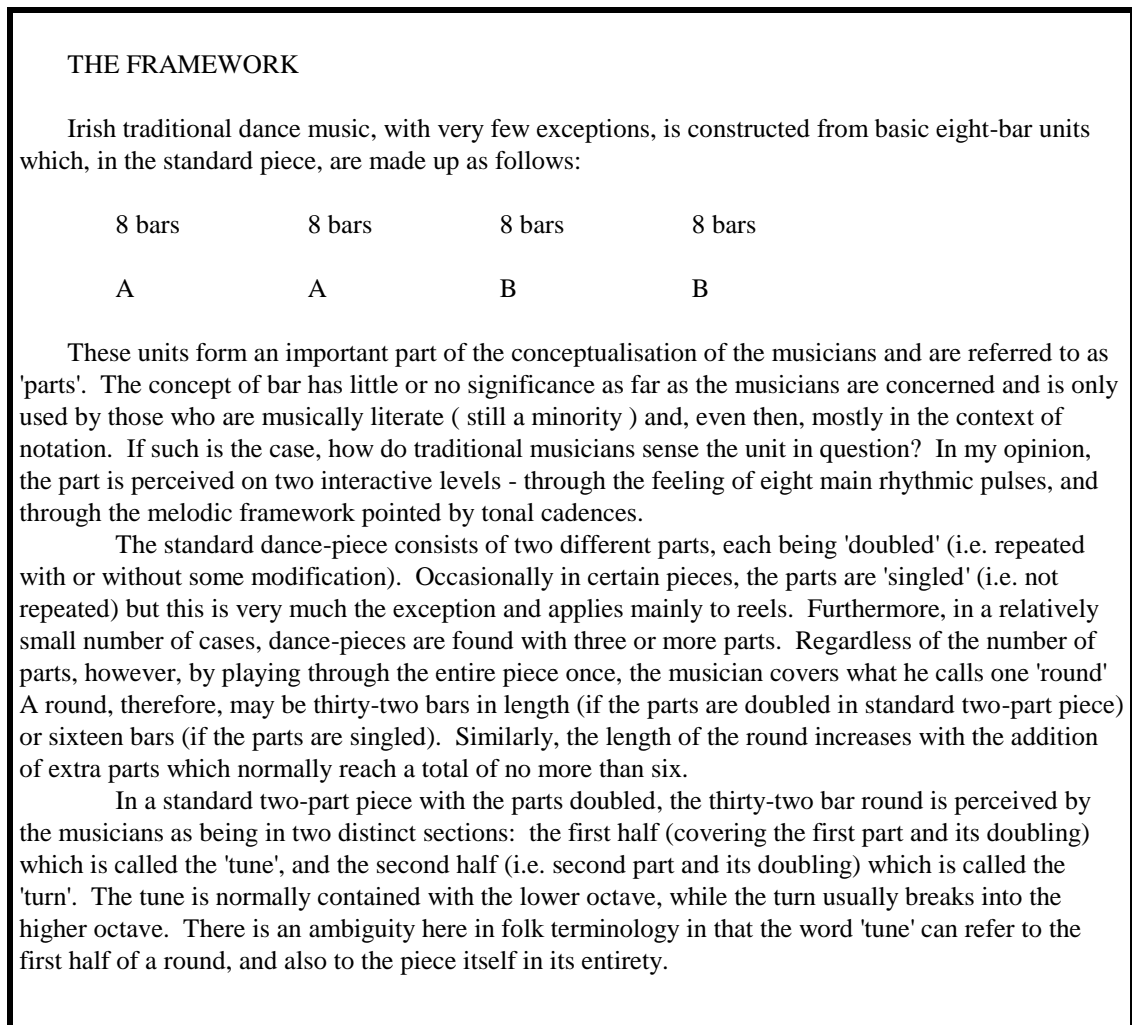 THE FRAMEWORK
Irish traditional dance music, with very few exceptions, is constructed from basic eight-bar units
which, in the standard piece, are made up as follows:
8 bars 8 bars 8 bars 8 bars
A A B B
These units form an important part of the conceptualisation of the musicians and are referred to as
'parts'. The concept of bar has little or no significance as far as the musicians are concerned and is only
used by those who are musically literate ( still a minority ) and, even then, mostly in the context of
notation. If such is the case, how do traditional musicians sense the unit in question? In my opinion,
the part is perceived on two interactive levels - through the feeling of eight main rhythmic pulses, and
through the melodic framework pointed by tonal cadences.
The standard dance-piece consists of two different parts, each being 'doubled' (i.e. repeated
with or without some modification). Occasionally in certain pieces, the parts are 'singled' (i.e. not
repeated) but this is very much the exception and applies mainly to reels. Furthermore, in a relatively
small number of cases, dance-pieces are found with three or more parts. Regardless of the number of
parts, however, by playing through the entire piece once, the musician covers what he calls one 'round'
A round, therefore, may be thirty-two bars in length (if the parts are doubled in standard two-part piece)
or sixteen bars (if the parts are singled). Similarly, the length of the round increases with the addition
of extra parts which normally reach a total of no more than six.
In a standard two-part piece with the parts doubled, the thirty-two bar round is perceived by
the musicians as being in two distinct sections: the first half (covering the first part and its doubling)
which is called the 'tune', and the second half (i.e. second part and its doubling) which is called the
'turn'. The tune is normally contained with the lower octave, while the turn usually breaks into the
higher octave. There is an ambiguity here in folk terminology in that the word 'tune' can refer to the
first half of a round, and also to the piece itself in its entirety.